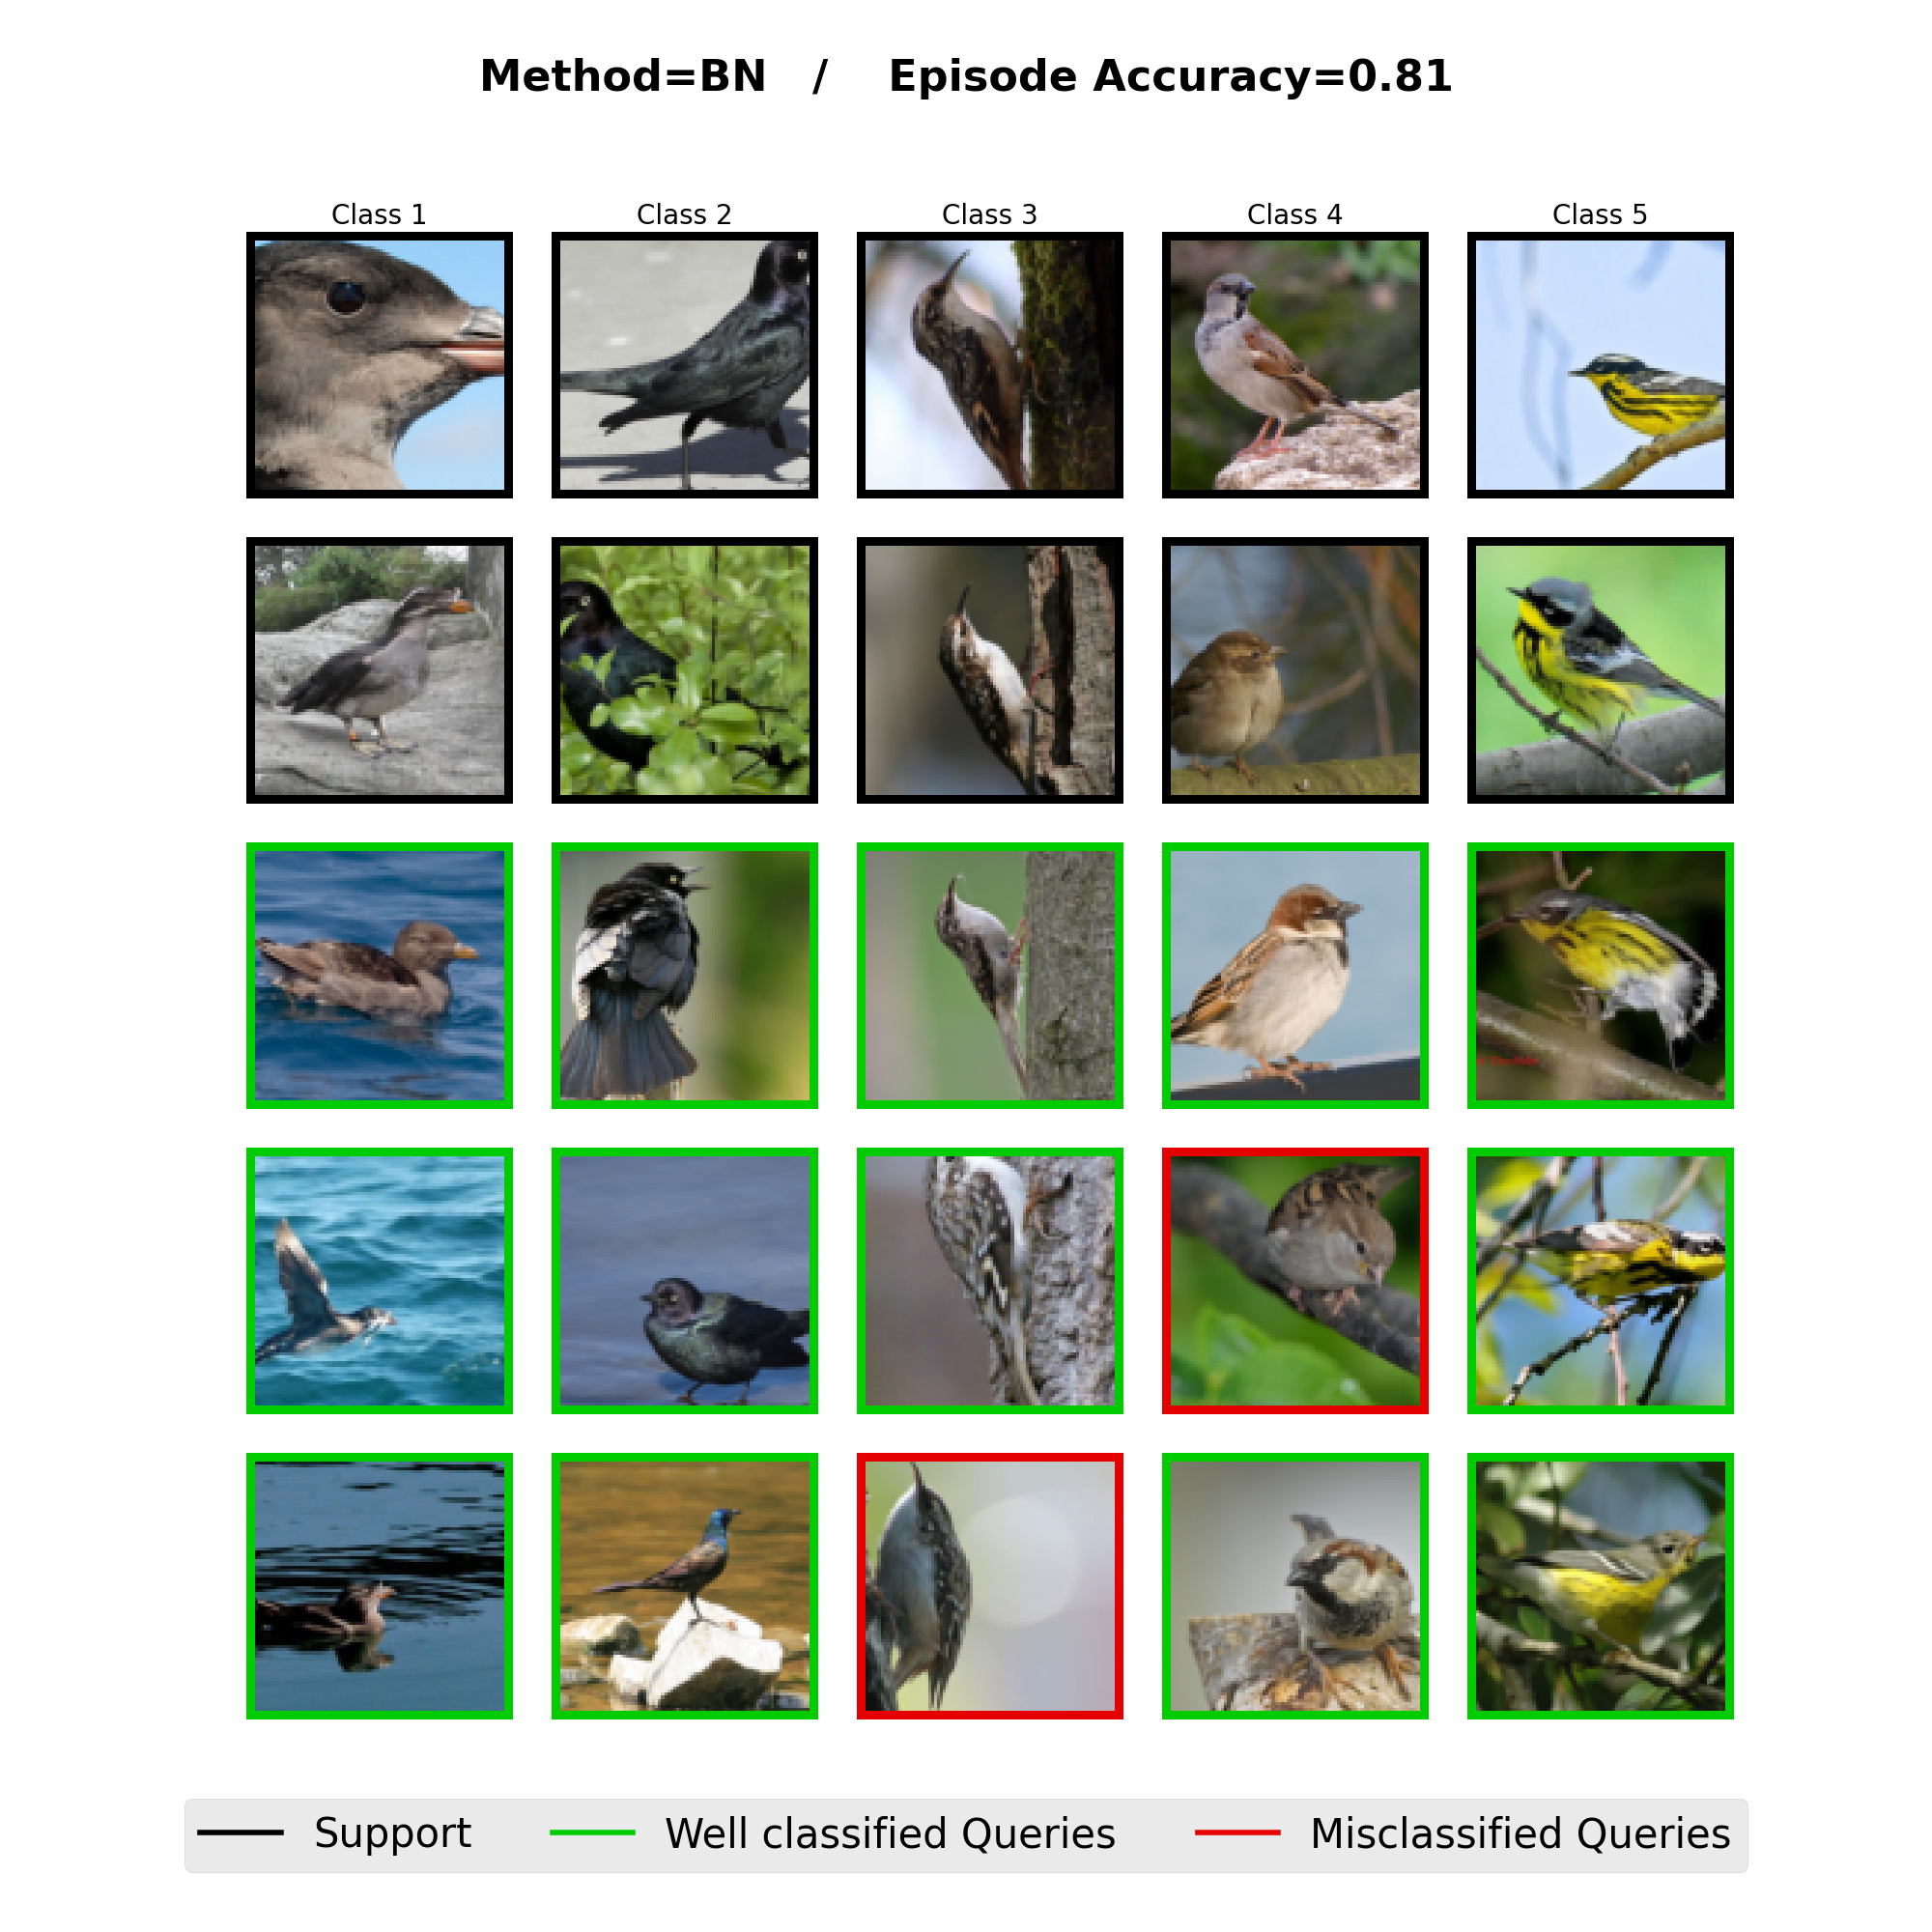 Method=BN / Episode Accuracy=0.81
Class 1 Class 2 Class 3 Class 4 Class 5
Support Well classified Queries Misclassified Queries